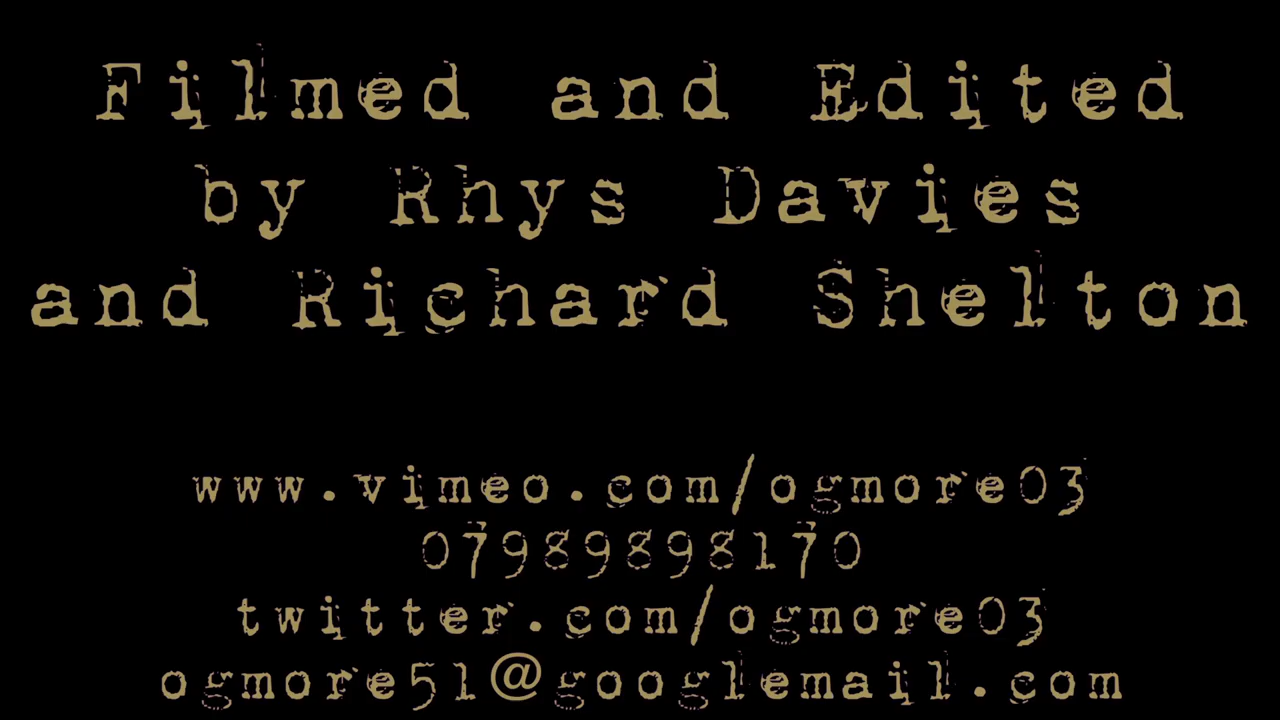 Filmed and Edited
by Rhys Davies
and Richard Shelton
www.vimeo.com/ogmore03
07989898170
twitter.com/ogmore03
ogmore51@googlemail.com